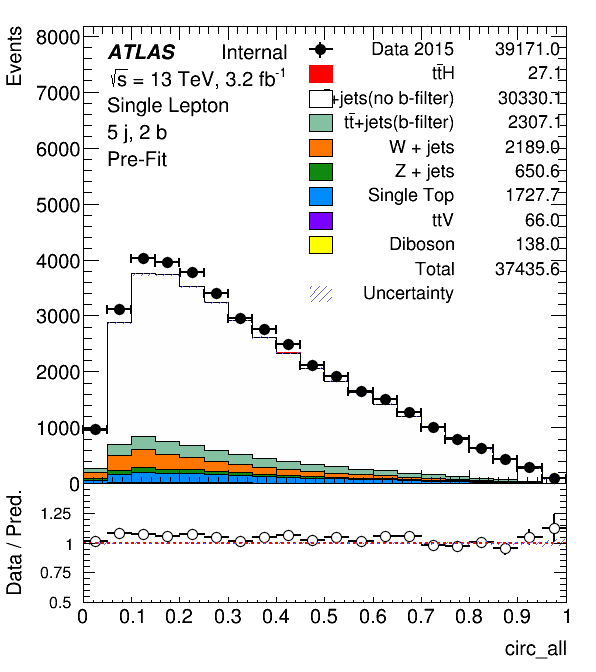 Events
8000
7000
6000
5000
4000
3000
2000
1000
0
ATLAS Internal
√s = 13 TeV, 3.2 fb-1
Single Lepton
5 j, 2 b
Pre-Fit
Data 2015 39171.0
tt̄H 27.1
+jets(no b-filter) 30330.1
tt̄+jets(b-filter) 2307.1
W + jets 2189.0
Z + jets 650.6
Single Top 1727.7
ttV 66.0
Diboson 138.0
Total 37435.6
Uncertainty
Data / Pred.
1.25
1
0.75
0.5
0 0.1 0.2 0.3 0.4 0.5 0.6 0.7 0.8 0.9 1
circ_all